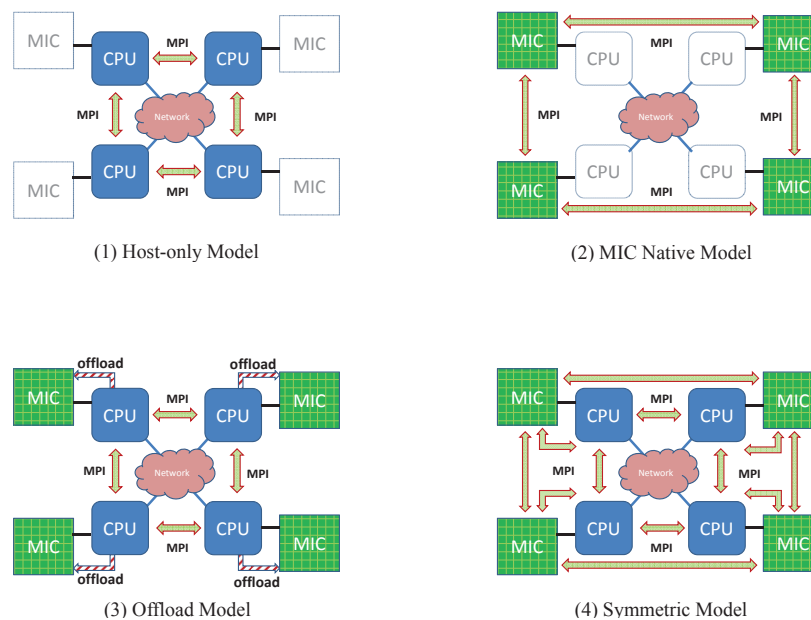 MIC CPU MPI CPU MIC
MPI Network MPI
MIC CPU MPI CPU MIC
(1) Host-only Model
MIC CPU MPI CPU MIC
MPI Network MPI
MIC CPU CPU MIC
MPI
(2) MIC Native Model
offload offload
MIC CPU MPI CPU MIC
MPI Network MPI
MIC CPU MPI CPU MIC
offload offload
(3) Offload Model
MIC CPU MPI CPU MIC
MPI Network MPI
MIC CPU MPI CPU MIC
(4) Symmetric Model